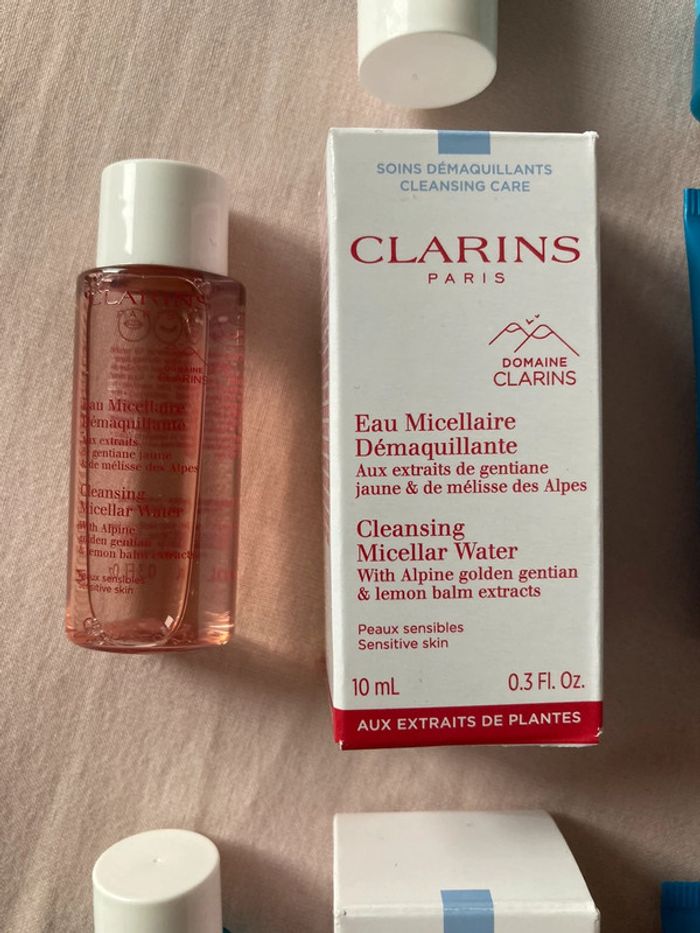 CLARINS
PARIS
DOMAINE
CLARINS
Eau Micellaire
Démaquillante
Aux extraits
de gentiane jaune
& de mélisse des Alpes
Cleansing
Micellar Water
With Alpine
golden gentian
& lemon balm extracts
Peaux sensibles
Sensitive skin
SOINS DÉMAQUILLANTS
CLEANSING CARE
CLARINS
PARIS
DOMAINE
CLARINS
Eau Micellaire
Démaquillante
Aux extraits de gentiane
jaune & de mélisse des Alpes
Cleansing
Micellar Water
With Alpine golden gentian
& lemon balm extracts
Peaux sensibles
Sensitive skin
10 mL 0.3 Fl. Oz.
AUX EXTRAITS DE PLANTES